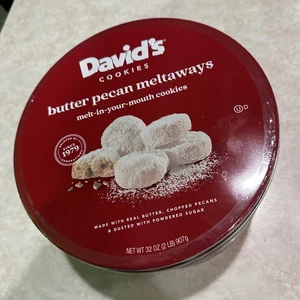 David's
COOKIES
butter pecan meltaways
melt-in-your-mouth cookies
SINCE
1979
U D
MADE WITH REAL BUTTER, CHOPPED PECANS
& DUSTED WITH POWDERED SUGAR
NET WT 32 OZ (2 LB) 907g